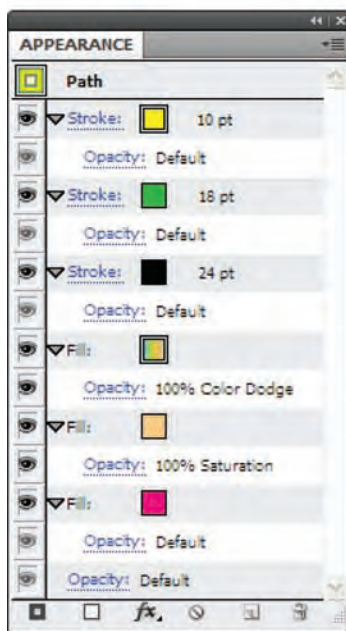 APPEARANCE
Path
Stroke: 10 pt
Opacity: Default
Stroke: 18 pt
Opacity: Default
Stroke: 24 pt
Opacity: Default
Fill:
Opacity: 100% Color Dodge
Fill:
Opacity: 100% Saturation
Fill:
Opacity: Default
Opacity: Default
fx